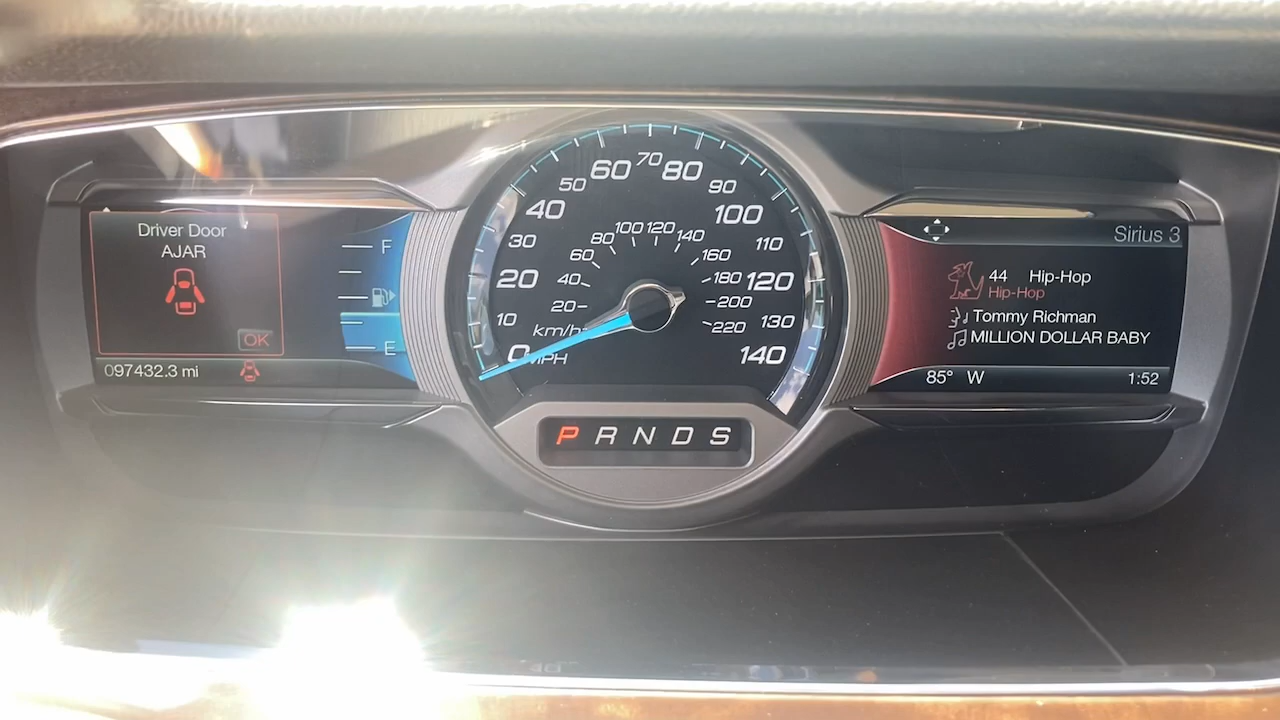 Driver Door
AJAR
OK
097432.3 mi
F
E
0 10 20 30 40 50 60 70 80 90 100 110 120 130 140
MPH
20 40 60 80 100 120 140 160 180 200 220
km/h
P R N D S
Sirius 3
44 Hip-Hop
Hip-Hop
Tommy Richman
MILLION DOLLAR BABY
85° W 1:52